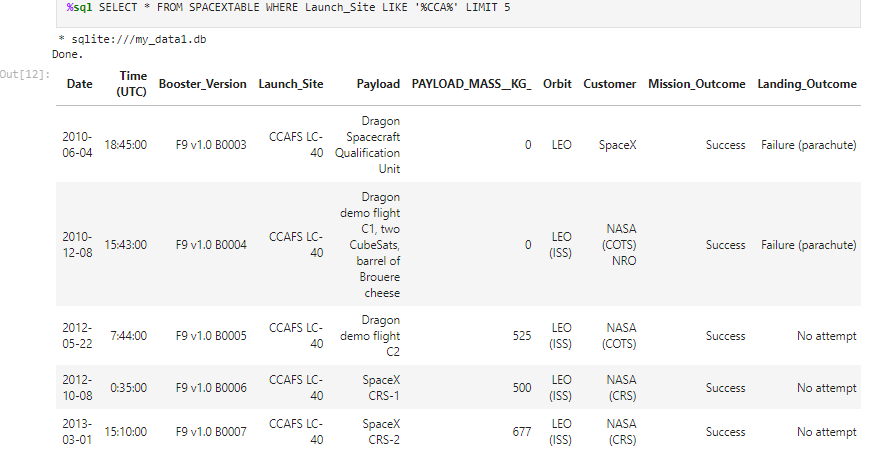 %sql SELECT * FROM SPACEXTABLE WHERE Launch_Site LIKE '%CCA%' LIMIT 5
* sqlite:///my_data1.db
Done.
Out[12]:
Date Time (UTC) Booster_Version Launch_Site Payload PAYLOAD_MASS__KG_ Orbit Customer Mission_Outcome Landing_Outcome
2010-06-04 18:45:00 F9 v1.0 B0003 CCAFS LC-40 Dragon Spacecraft Qualification Unit 0 LEO SpaceX Success Failure (parachute)
2010-12-08 15:43:00 F9 v1.0 B0004 CCAFS LC-40 Dragon demo flight C1, two CubeSats, barrel of Brouere cheese 0 LEO (ISS) NASA (COTS) NRO Success Failure (parachute)
2012-05-22 7:44:00 F9 v1.0 B0005 CCAFS LC-40 Dragon demo flight C2 525 LEO (ISS) NASA (COTS) Success No attempt
2012-10-08 0:35:00 F9 v1.0 B0006 CCAFS LC-40 SpaceX CRS-1 500 LEO (ISS) NASA (CRS) Success No attempt
2013-03-01 15:10:00 F9 v1.0 B0007 CCAFS LC-40 SpaceX CRS-2 677 LEO (ISS) NASA (CRS) Success No attempt